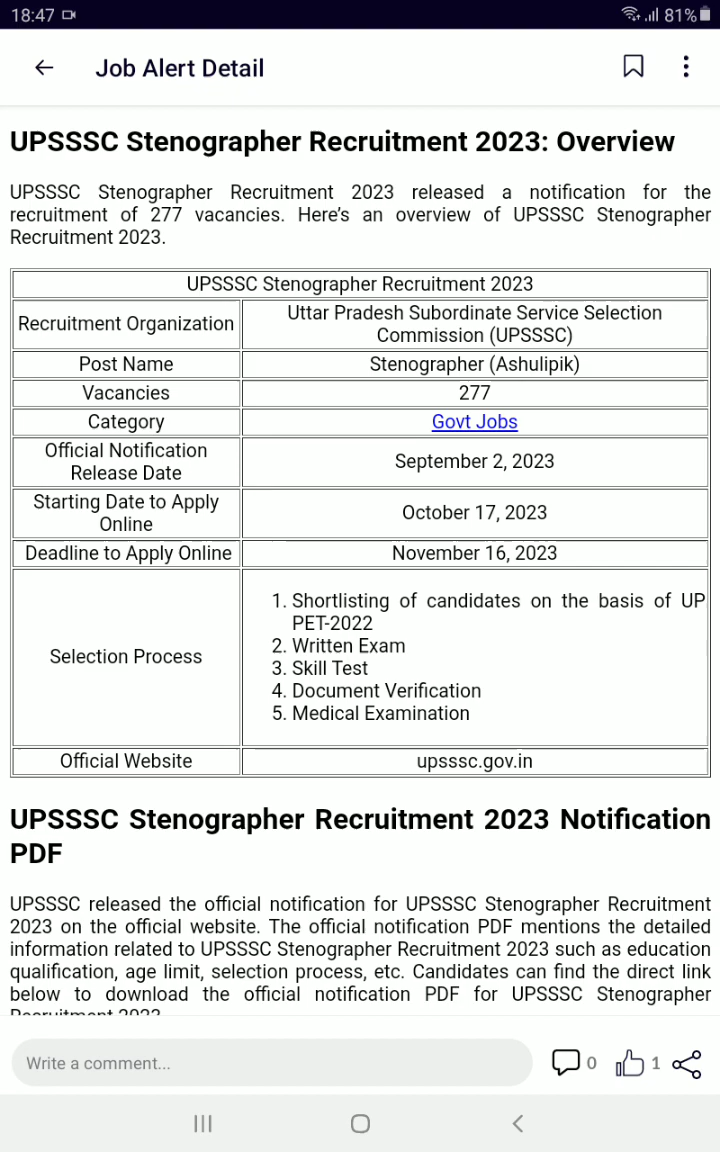 18:47
81%
Job Alert Detail
UPSSSC Stenographer Recruitment 2023: Overview
UPSSSC Stenographer Recruitment 2023 released a notification for the
recruitment of 277 vacancies. Here’s an overview of UPSSSC Stenographer
Recruitment 2023.
UPSSSC Stenographer Recruitment 2023
Recruitment Organization
Uttar Pradesh Subordinate Service Selection
Commission (UPSSSC)
Post Name
Stenographer (Ashulipik)
Vacancies
277
Category
Govt Jobs
Official Notification
Release Date
September 2, 2023
Starting Date to Apply
Online
October 17, 2023
Deadline to Apply Online
November 16, 2023
Selection Process
1. Shortlisting of candidates on the basis of UP
PET-2022
2. Written Exam
3. Skill Test
4. Document Verification
5. Medical Examination
Official Website
upsssc.gov.in
UPSSSC Stenographer Recruitment 2023 Notification
PDF
UPSSSC released the official notification for UPSSSC Stenographer Recruitment
2023 on the official website. The official notification PDF mentions the detailed
information related to UPSSSC Stenographer Recruitment 2023 such as education
qualification, age limit, selection process, etc. Candidates can find the direct link
below to download the official notification PDF for UPSSSC Stenographer
Recruitment 2023
Write a comment...
0
1